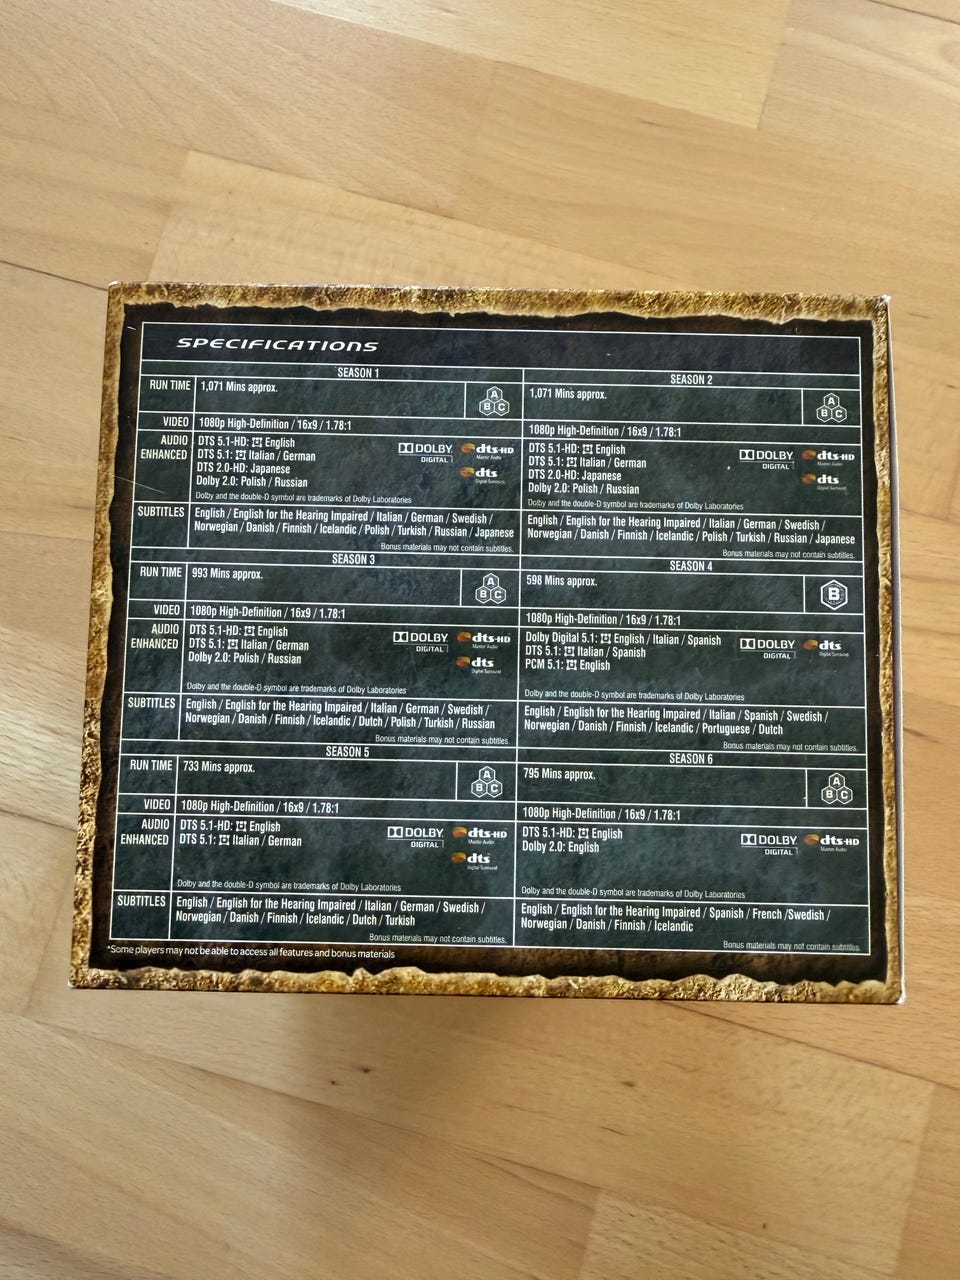 SPECIFICATIONS
SEASON 1
RUN TIME
1,071 Mins approx.
A
B C
VIDEO
1080p High-Definition / 16x9 / 1.78:1
AUDIO
ENHANCED
DTS 5.1-HD: English
DTS 5.1: Italian / German
DTS 2.0-HD: Japanese
Dolby 2.0: Polish / Russian
DOLBY
DIGITAL
dts-HD
Master Audio
dts
Digital Surround
Dolby and the double-D symbol are trademarks of Dolby Laboratories
SUBTITLES
English / English for the Hearing Impaired / Italian / German / Swedish /
Norwegian / Danish / Finnish / Icelandic / Polish / Turkish / Russian / Japanese
Bonus materials may not contain subtitles.
SEASON 2
1,071 Mins approx.
A
B C
1080p High-Definition / 16x9 / 1.78:1
DTS 5.1-HD: English
DTS 5.1: Italian / German
DTS 2.0-HD: Japanese
Dolby 2.0: Polish / Russian
DOLBY
DIGITAL
dts-HD
Master Audio
dts
Digital Surround
Dolby and the double-D symbol are trademarks of Dolby Laboratories
English / English for the Hearing Impaired / Italian / German / Swedish /
Norwegian / Danish / Finnish / Icelandic / Polish / Turkish / Russian / Japanese
Bonus materials may not contain subtitles.
SEASON 3
RUN TIME
993 Mins approx.
A
B C
VIDEO
1080p High-Definition / 16x9 / 1.78:1
AUDIO
ENHANCED
DTS 5.1-HD: English
DTS 5.1: Italian / German
Dolby 2.0: Polish / Russian
DOLBY
DIGITAL
dts-HD
Master Audio
dts
Digital Surround
Dolby and the double-D symbol are trademarks of Dolby Laboratories
SUBTITLES
English / English for the Hearing Impaired / Italian / German / Swedish /
Norwegian / Danish / Finnish / Icelandic / Dutch / Polish / Turkish / Russian
Bonus materials may not contain subtitles.
SEASON 4
598 Mins approx.
B
1080p High-Definition / 16x9 / 1.78:1
Dolby Digital 5.1: English / Italian / Spanish
DTS 5.1: Italian / Spanish
PCM 5.1: English
DOLBY
DIGITAL
dts
Digital Surround
Dolby and the double-D symbol are trademarks of Dolby Laboratories
English / English for the Hearing Impaired / Italian / Spanish / Swedish /
Norwegian / Danish / Finnish / Icelandic / Portuguese / Dutch
Bonus materials may not contain subtitles.
SEASON 5
RUN TIME
733 Mins approx.
A
B C
VIDEO
1080p High-Definition / 16x9 / 1.78:1
AUDIO
ENHANCED
DTS 5.1-HD: English
DTS 5.1: Italian / German
DOLBY
DIGITAL
dts-HD
Master Audio
dts
Digital Surround
Dolby and the double-D symbol are trademarks of Dolby Laboratories
SUBTITLES
English / English for the Hearing Impaired / Italian / German / Swedish /
Norwegian / Danish / Finnish / Icelandic / Dutch / Turkish
Bonus materials may not contain subtitles.
SEASON 6
795 Mins approx.
A
B C
1080p High-Definition / 16x9 / 1.78:1
DTS 5.1-HD: English
Dolby 2.0: English
DOLBY
DIGITAL
dts-HD
Master Audio
Dolby and the double-D symbol are trademarks of Dolby Laboratories
English / English for the Hearing Impaired / Spanish / French /Swedish /
Norwegian / Danish / Finnish / Icelandic
Bonus materials may not contain subtitles.
*Some players may not be able to access all features and bonus materials